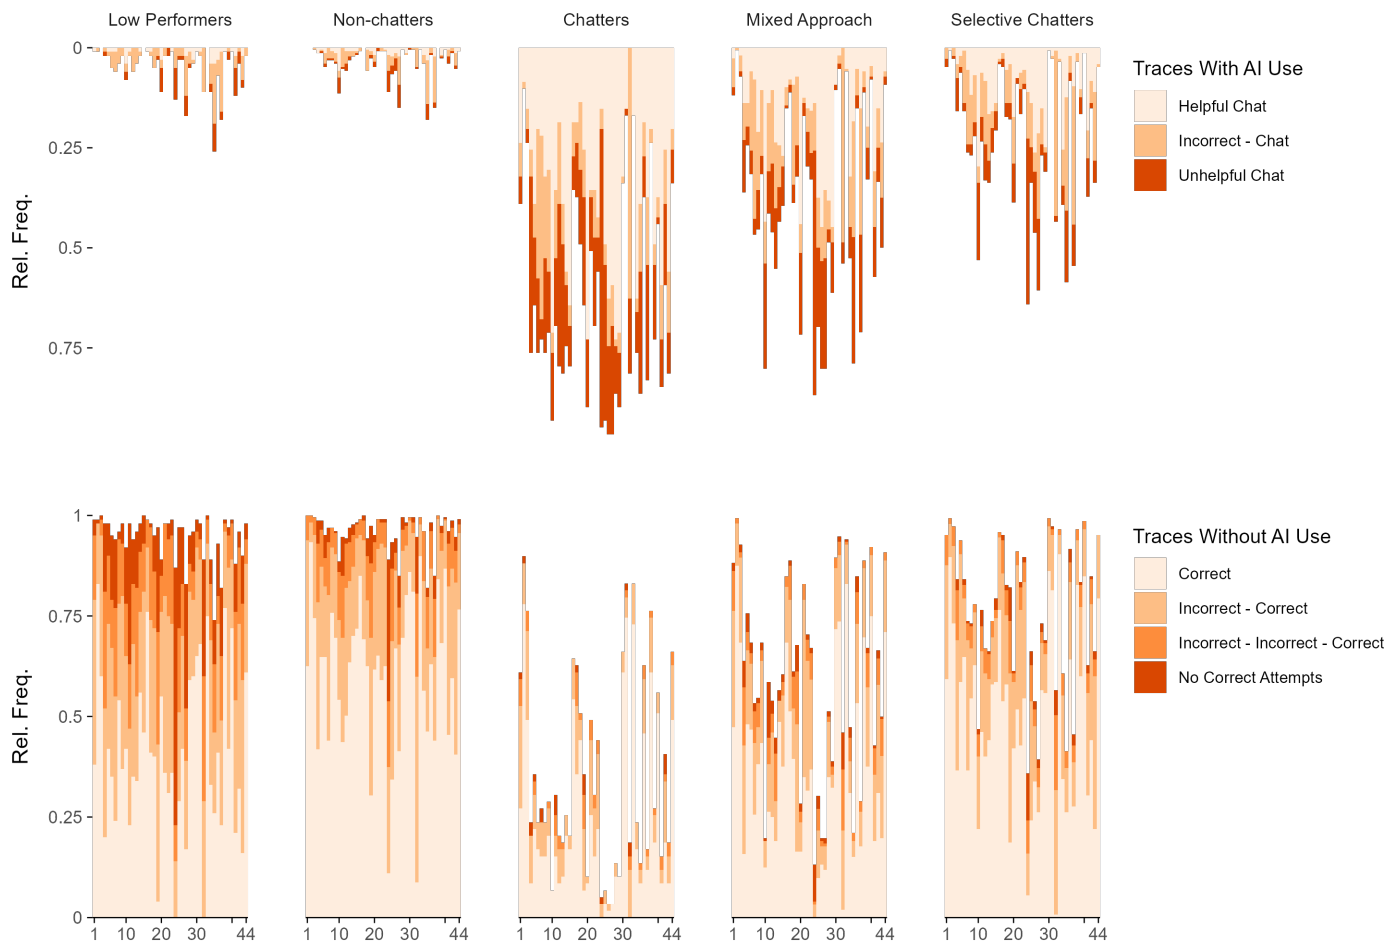 Low Performers
Non-chatters
Chatters
Mixed Approach
Selective Chatters
Rel. Freq.
0
0.25
0.5
0.75
Traces With AI Use
Helpful Chat
Incorrect - Chat
Unhelpful Chat
Rel. Freq.
1
0.75
0.5
0.25
0
Traces Without AI Use
Correct
Incorrect - Correct
Incorrect - Incorrect - Correct
No Correct Attempts
1 10 20 30 44
1 10 20 30 44
1 10 20 30 44
1 10 20 30 44
1 10 20 30 44